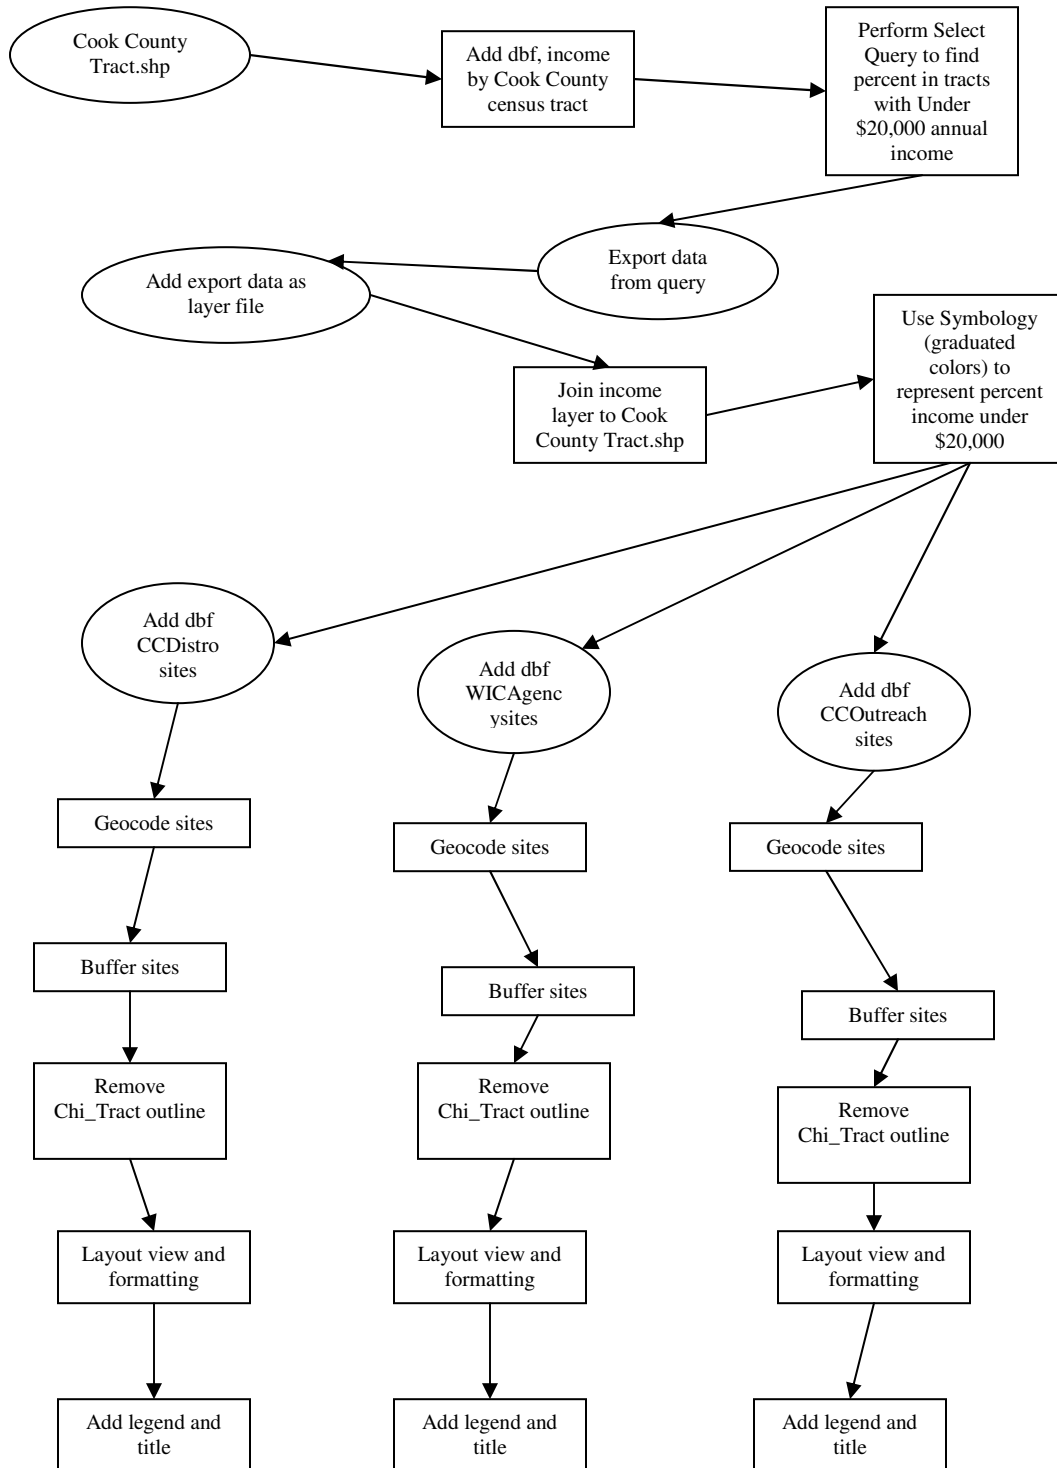 Cook County
Tract.shp
Add dbf, income
by Cook County
census tract
Perform Select
Query to find
percent in tracts
with Under
$20,000 annual
income
Export data
from query
Add export data as
layer file
Join income
layer to Cook
County Tract.shp
Use Symbology
(graduated
colors) to
represent percent
income under
$20,000
Add dbf
CCDistro
sites
Add dbf
WICAgenc
ysites
Add dbf
CCOutreach
sites
Geocode sites
Geocode sites
Geocode sites
Buffer sites
Buffer sites
Buffer sites
Remove
Chi_Tract outline
Remove
Chi_Tract outline
Remove
Chi_Tract outline
Layout view and
formatting
Layout view and
formatting
Layout view and
formatting
Add legend and
title
Add legend and
title
Add legend and
title